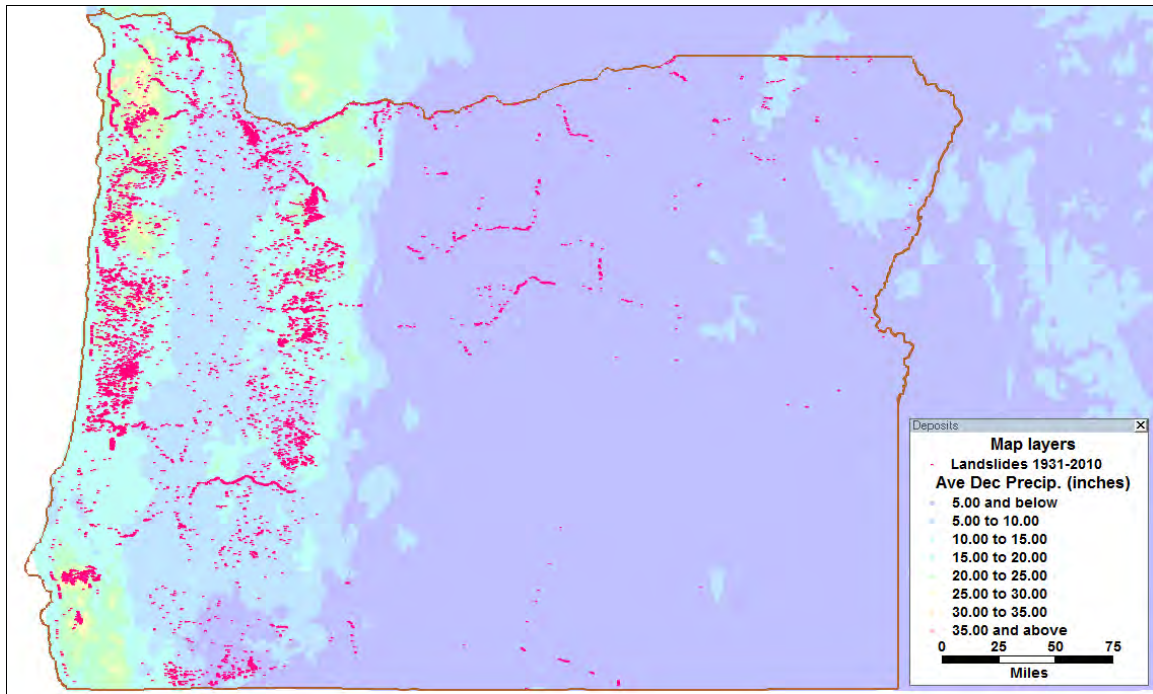 Deposits
Map layers
Landslides 1931-2010
Ave Dec Precip. (inches)
5.00 and below
5.00 to 10.00
10.00 to 15.00
15.00 to 20.00
20.00 to 25.00
25.00 to 30.00
30.00 to 35.00
35.00 and above
0 25 50 75
Miles